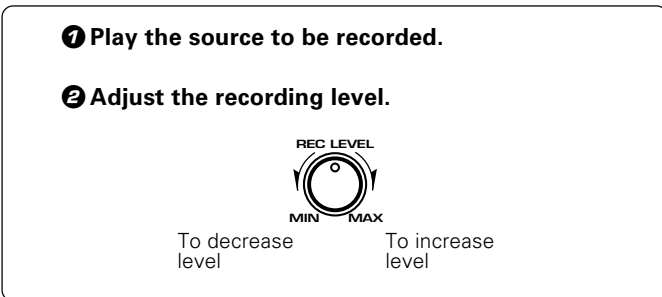 ❶ Play the source to be recorded.
❷ Adjust the recording level.
REC LEVEL
MIN MAX
To decrease To increase
level level